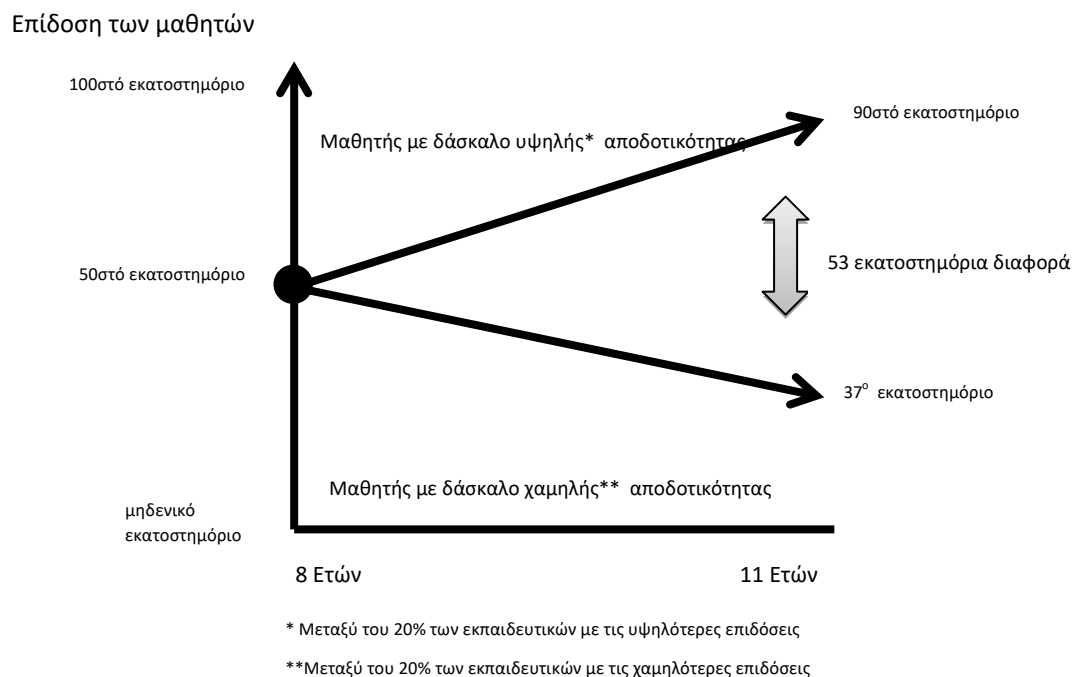 Επίδοση των μαθητών
100στό εκατοστημόριο
90στό εκατοστημόριο
Μαθητής με δάσκαλο υψηλής* αποδοτικότητας
50στό εκατοστημόριο
53 εκατοστημόρια διαφορά
37ο εκατοστημόριο
Μαθητής με δάσκαλο χαμηλής** αποδοτικότητας
μηδενικό
εκατοστημόριο
8 Ετών
11 Ετών
* Μεταξύ του 20% των εκπαιδευτικών με τις υψηλότερες επιδόσεις
**Μεταξύ του 20% των εκπαιδευτικών με τις χαμηλότερες επιδόσεις